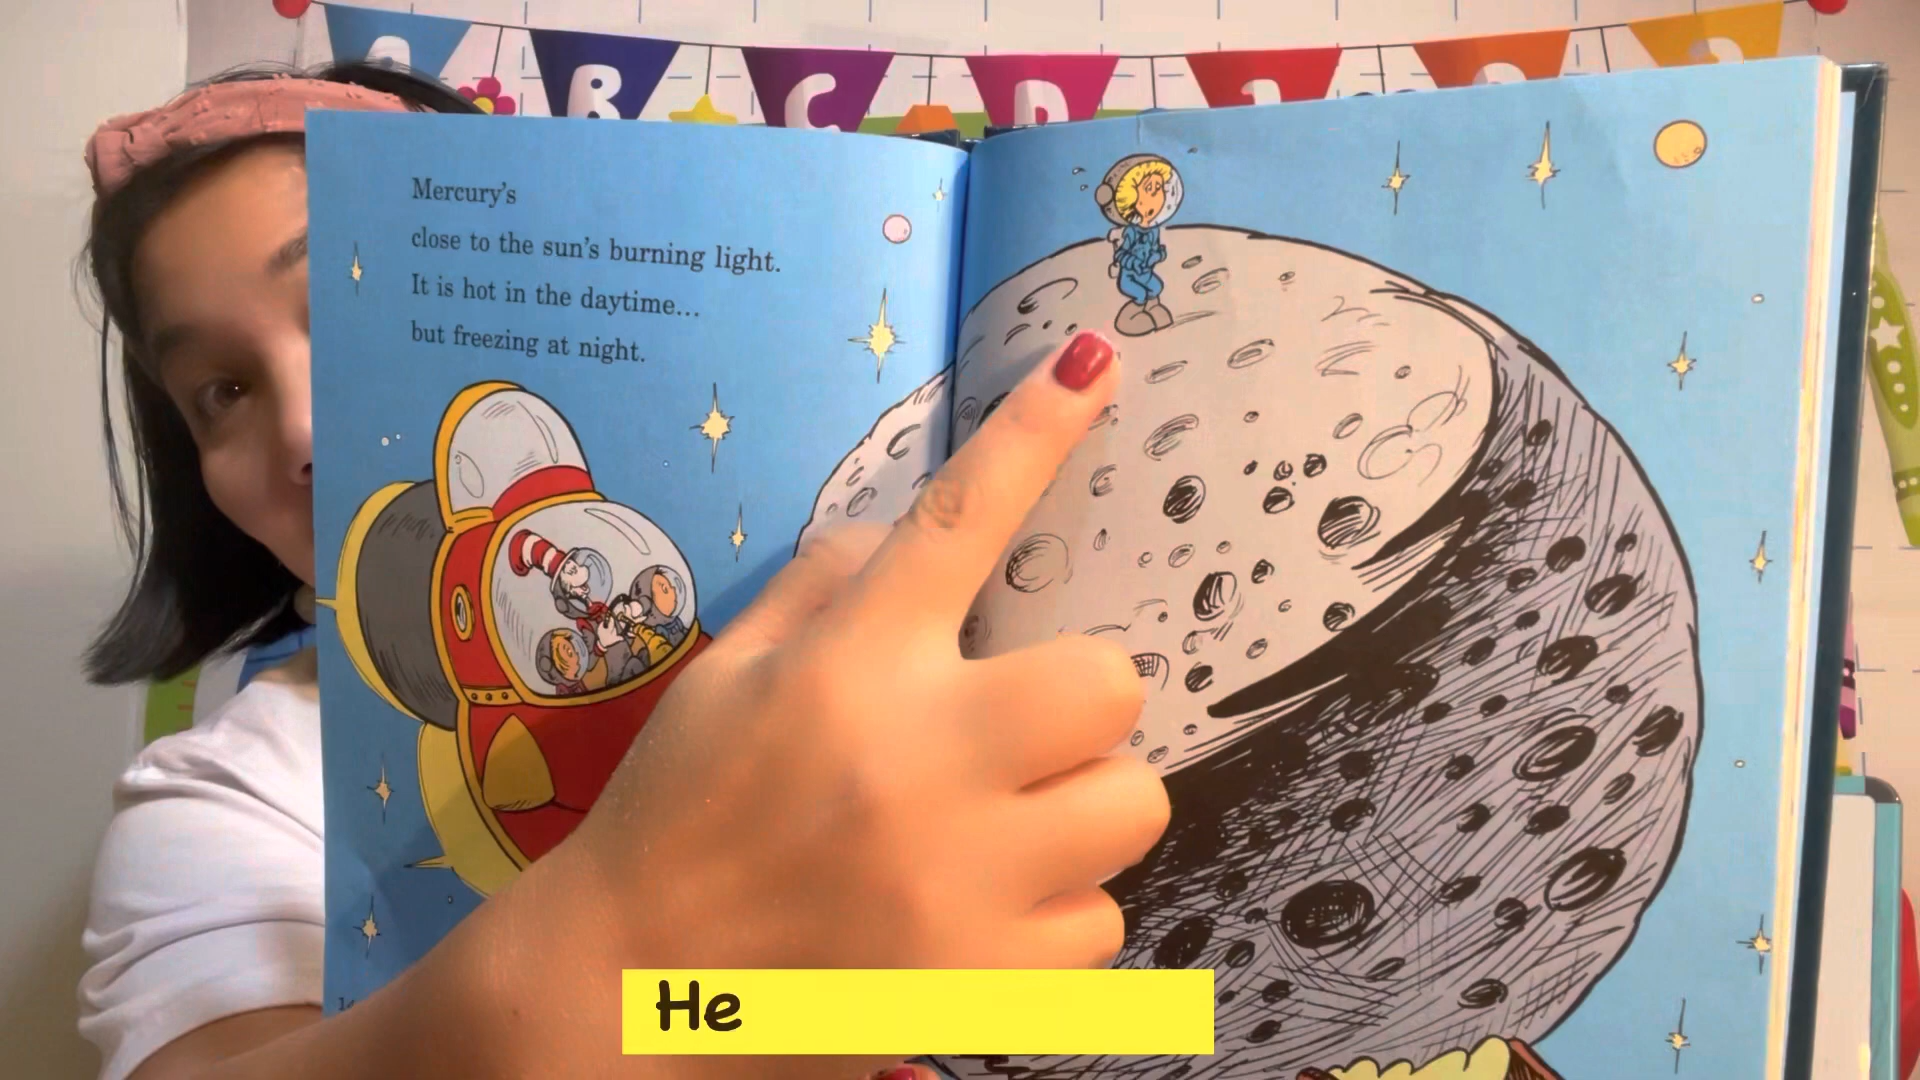 A B C D
Mercury's
close to the sun's burning light.
It is hot in the daytime...
but freezing at night.
He